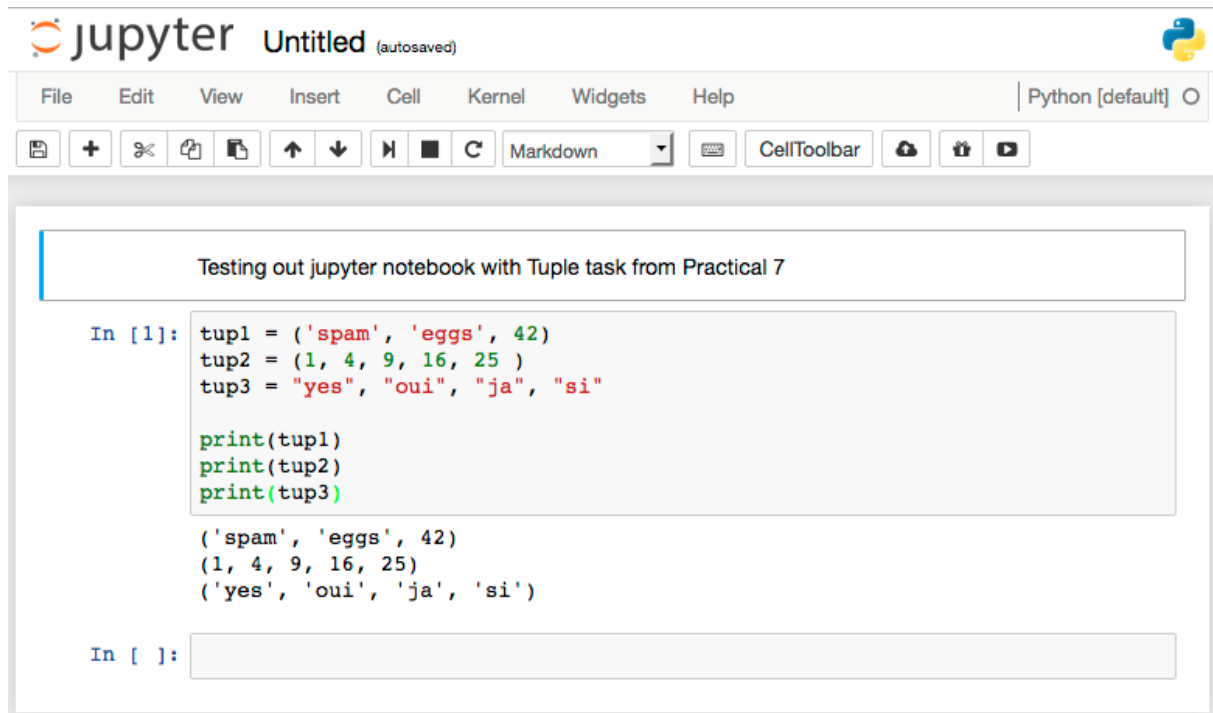 jupyter Untitled (autosaved)
File Edit View Insert Cell Kernel Widgets Help Python [default]
Markdown CellToolbar
Testing out jupyter notebook with Tuple task from Practical 7
In [1]: tup1 = ('spam', 'eggs', 42)
tup2 = (1, 4, 9, 16, 25 )
tup3 = "yes", "oui", "ja", "si"
print(tup1)
print(tup2)
print(tup3)
('spam', 'eggs', 42)
(1, 4, 9, 16, 25)
('yes', 'oui', 'ja', 'si')
In [ ]: